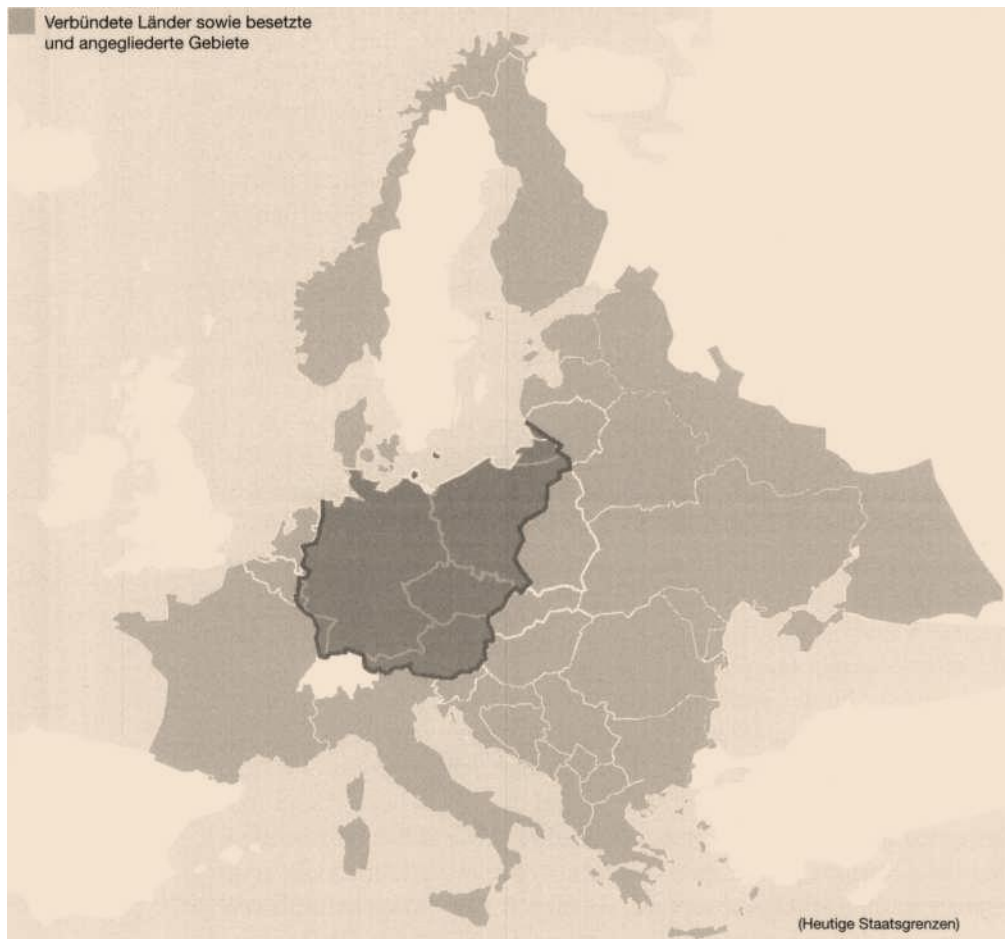 Verbündete Länder sowie besetzte
und angegliederte Gebiete
(Heutige Staatsgrenzen)